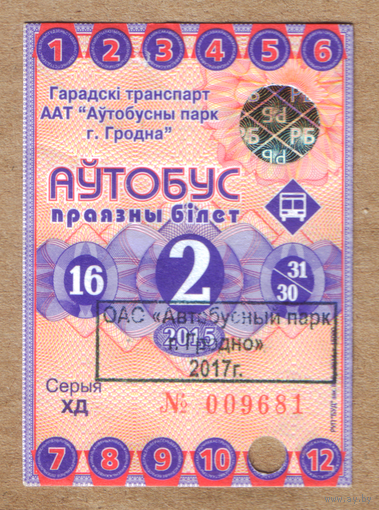 1 2 3 4 5 6
Гарадскі транспарт
ААТ "Аўтобусны парк
г. Гродна"
РБ
АЎТОБУС
праязны білет
16 2 31
30
2015
ОАО «Автобусный парк
г. Гродно»
2017г.
Серыя
ХД
№ 009681
7 8 9 10 12